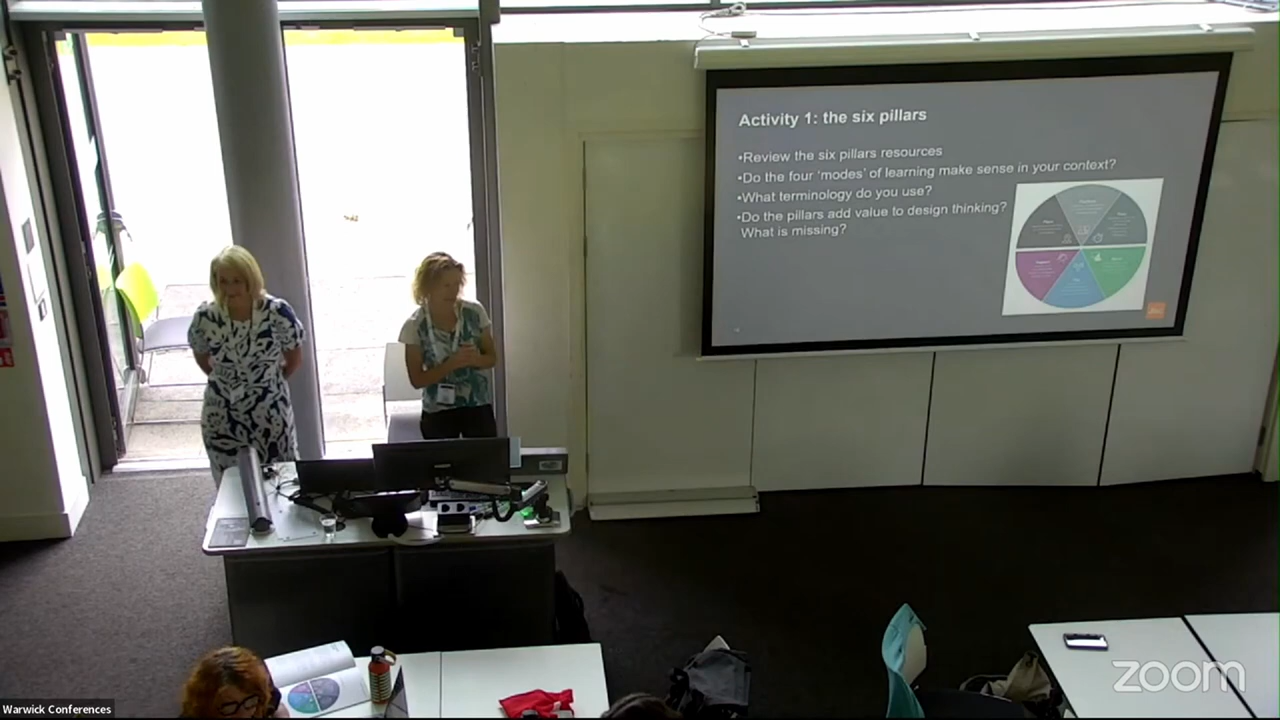 Activity 1: the six pillars
•Review the six pillars resources
•Do the four 'modes' of learning make sense in your context?
•What terminology do you use?
•Do the pillars add value to design thinking?
What is missing?
Warwick Conferences
zoom